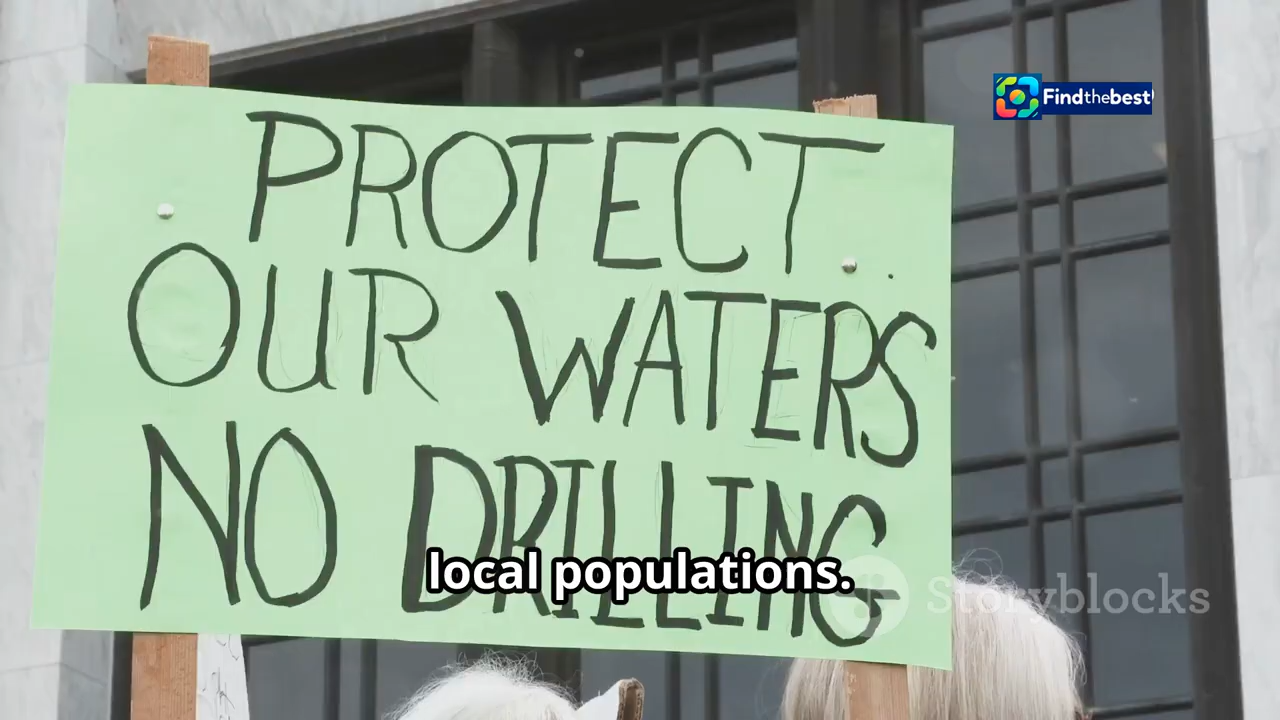 Findthebest
PROTECT
OUR WATERS
NO DRILLING
local populations.
Storyblocks